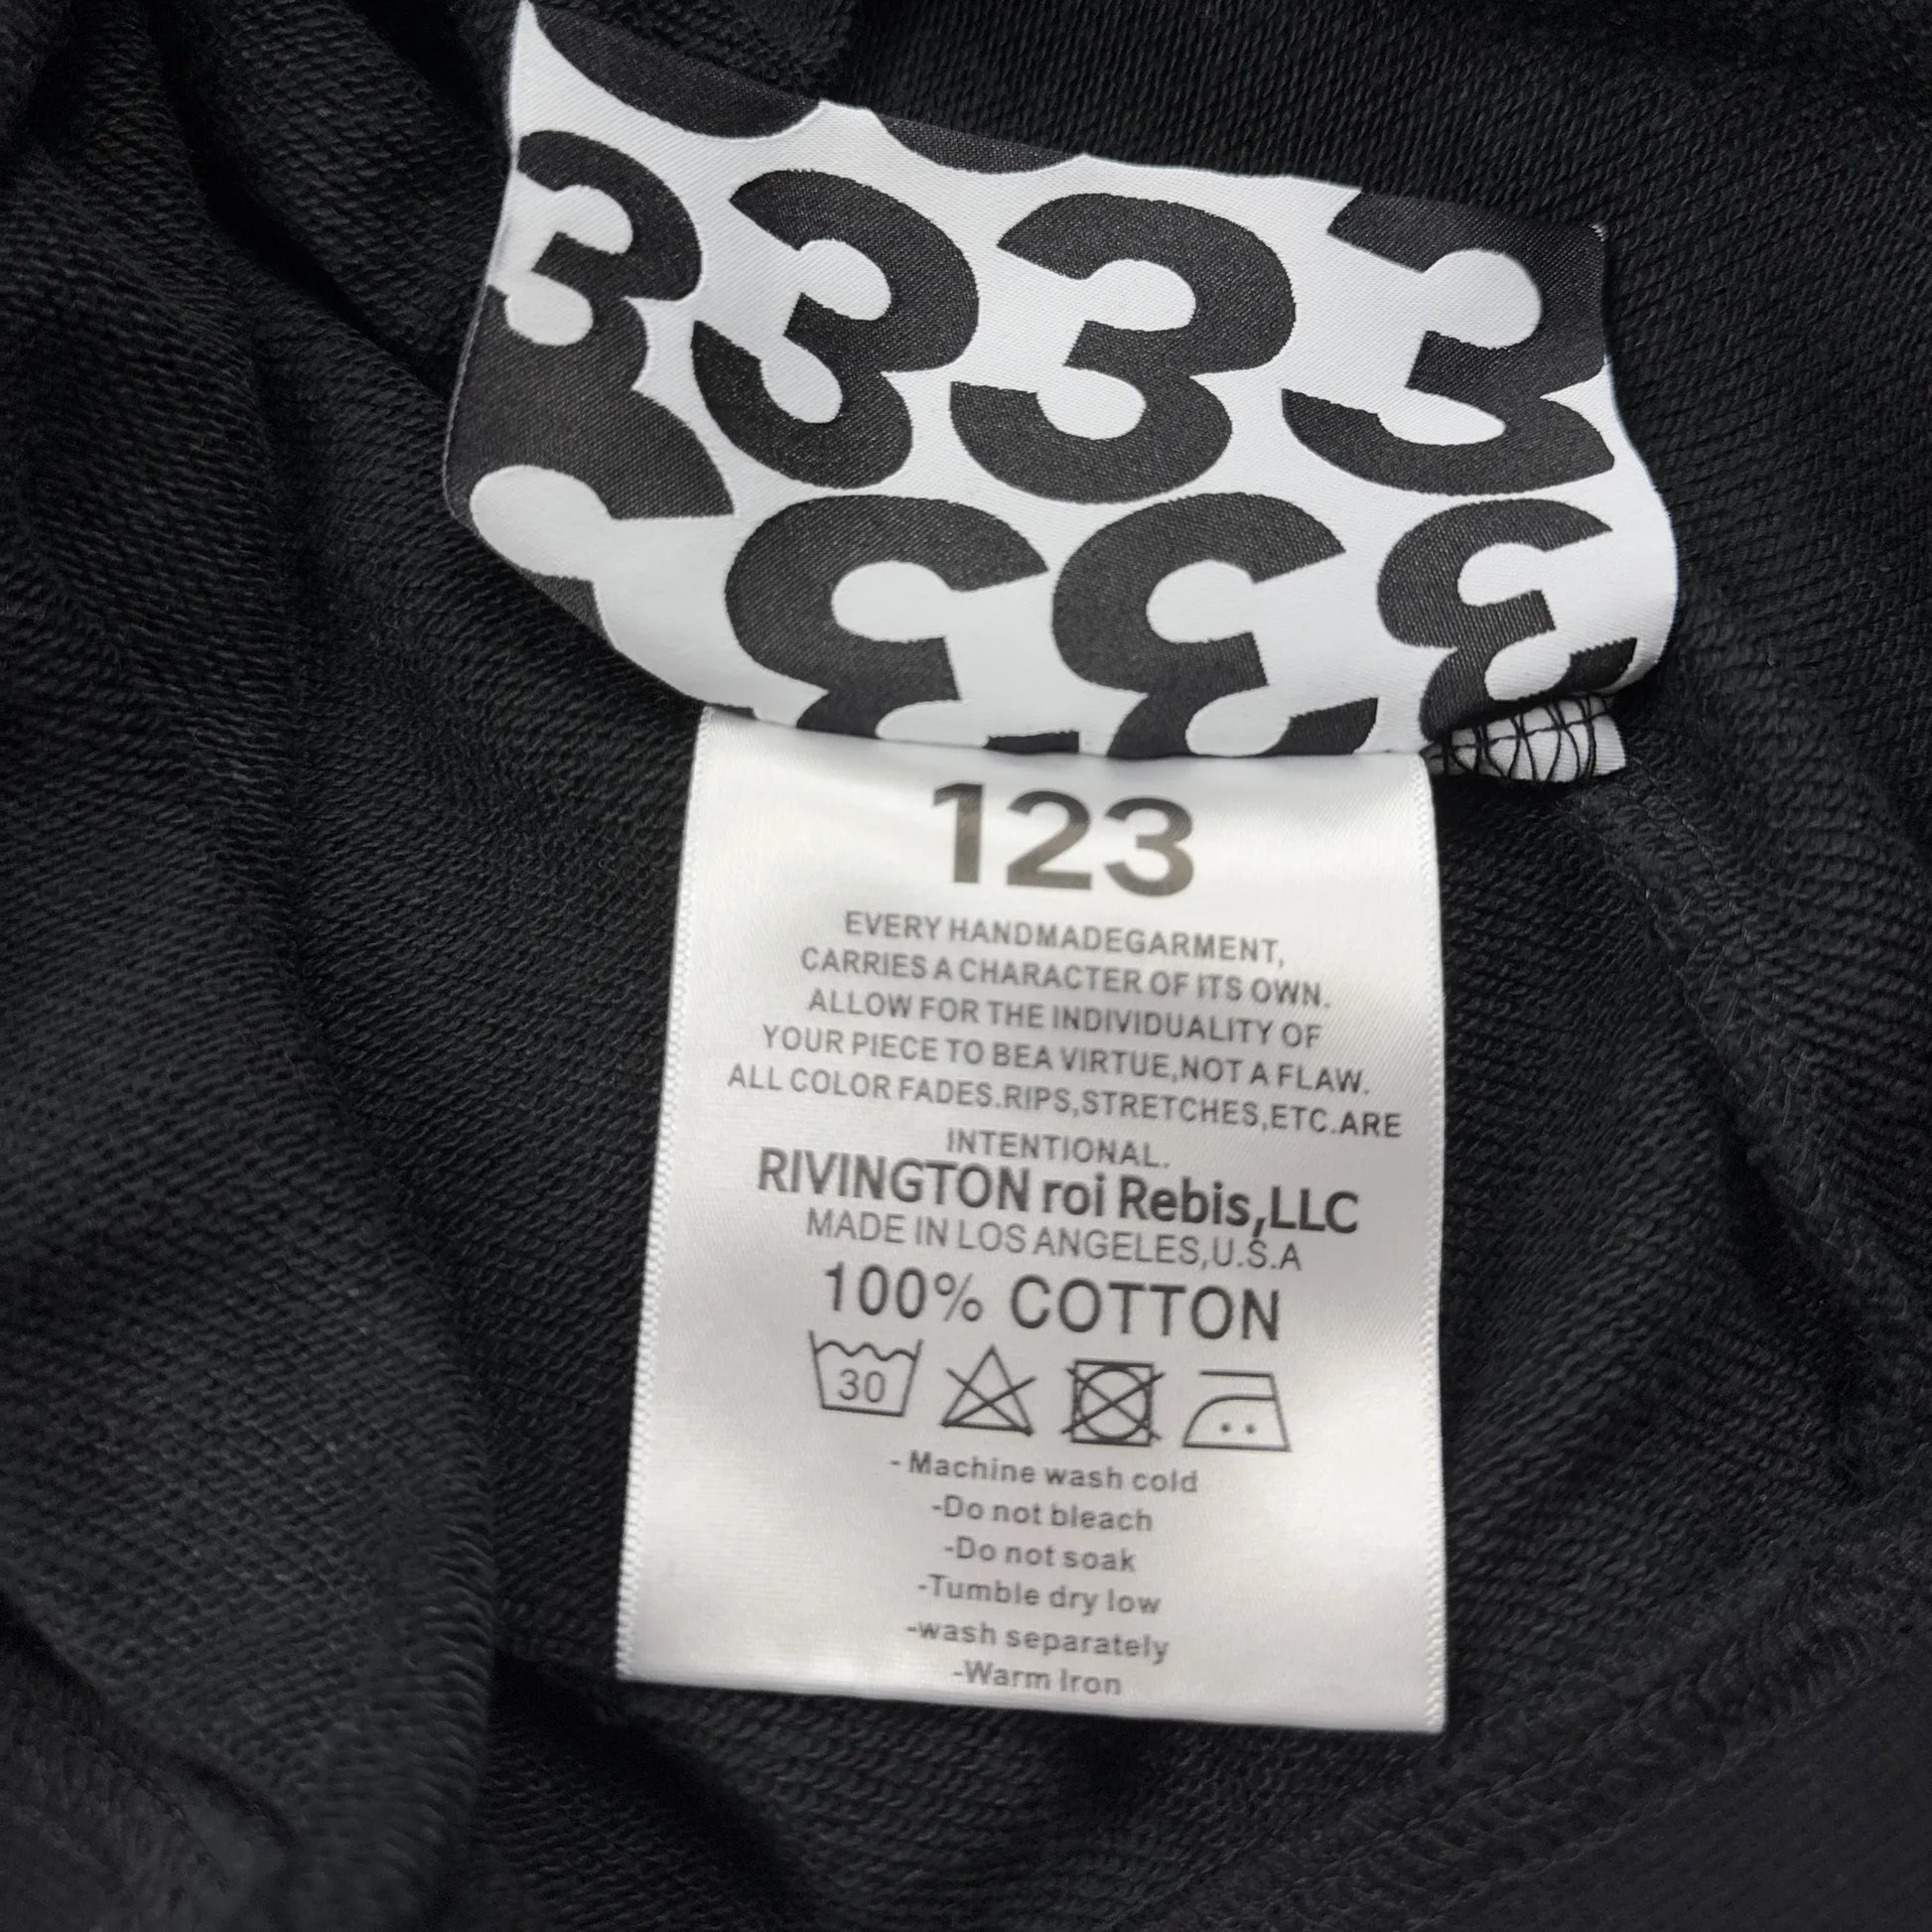 333
123
EVERY HANDMADEGARMENT,
CARRIES A CHARACTER OF ITS OWN.
ALLOW FOR THE INDIVIDUALITY OF
YOUR PIECE TO BEA VIRTUE,NOT A FLAW.
ALL COLOR FADES.RIPS,STRETCHES,ETC.ARE
INTENTIONAL.
RIVINGTON roi Rebis,LLC
MADE IN LOS ANGELES,U.S.A
100% COTTON
30
- Machine wash cold
-Do not bleach
-Do not soak
-Tumble dry low
-wash separately
-Warm Iron